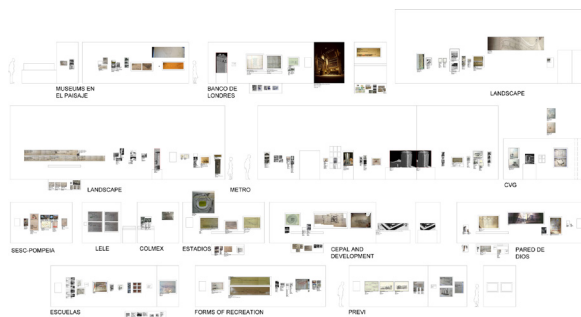 MUSEUMS EN
EL PAISAJE
BANCO DE
LONDRES
LANDSCAPE
LANDSCAPE
METRO
CVG
SESC-POMPEIA
LELE
COLMEX
ESTADIOS
CEPAL AND
DEVELOPMENT
PAREO DE
DIOS
ESCUELAS
FORMS OF RECREATION
PREVI